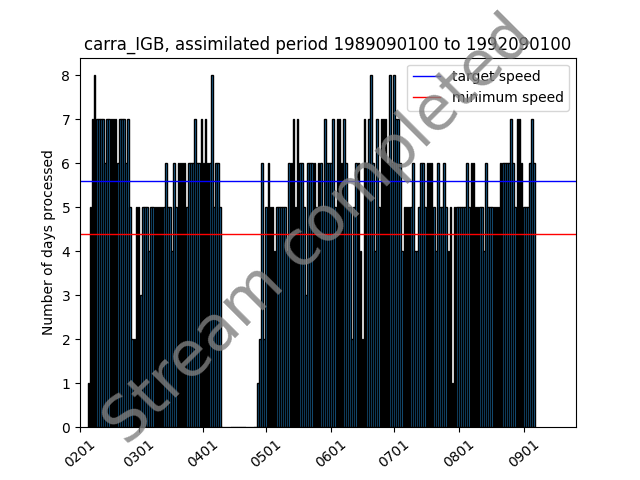 carra_IGB, assimilated period 1989090100 to 1992090100
target speed
minimum speed
Number of days processed
8
7
6
5
4
3
2
1
0
0201 0301 0401 0501 0601 0701 0801 0901
Stream completed